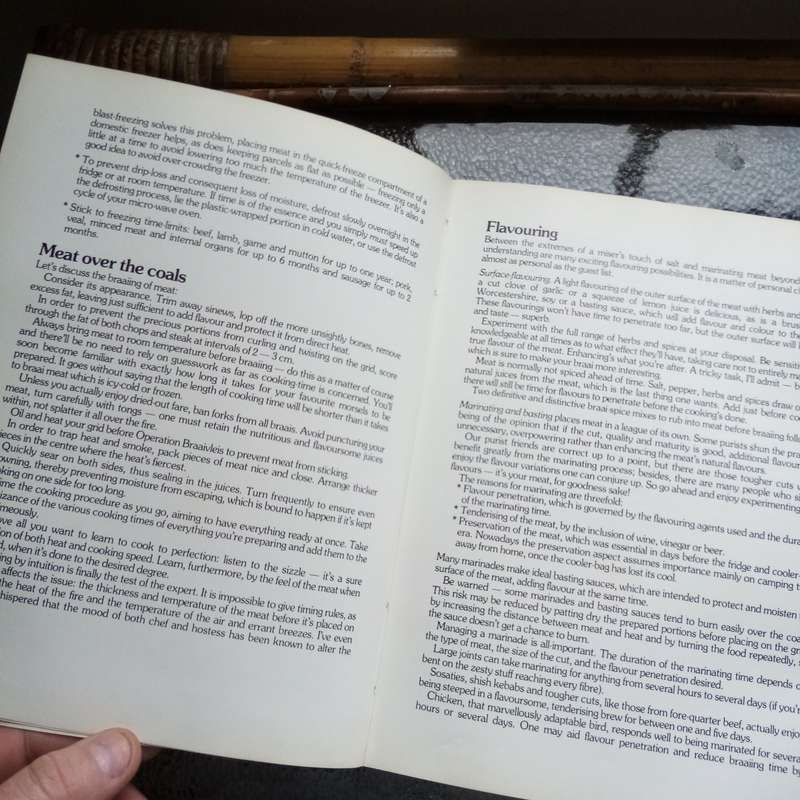 blast-freezing solves this problem, placing meat in the quick-freeze compartment of a
domestic freezer helps, as does keeping parcels as flat as possible — freezing only a
little at a time to avoid lowering too much the temperature of the freezer. It's also a
good idea to avoid over crowding the freezer.
* To prevent drip-loss and consequent loss of moisture, defrost slowly overnight in the
fridge or at room temperature. If time is of the essence and you simply must speed up
the defrosting process, lie the plastic-wrapped portion in cold water, or use the defrost
cycle of your micro-wave oven.
* Stick to freezing time-limits: beef, lamb, game and mutton for up to one year; pork,
veal, minced meat and internal organs for up to 6 months and sausage for up to 2
months.
Meat over the coals
Let's discuss the braaiing of meat:
Consider its appearance. Trim away sinews, lop off the more unsightly bones, remove
excess fat, leaving just sufficient to add flavour and protect it from direct heat.
In order to prevent the precious portions from curling and twisting on the grid, score
through the fat of both chops and steak at intervals of 2 — 3 cm.
Always bring meat to room temperature before braaiing — do this as a matter of course
and there'll be no need to rely on guesswork as far as cooking-time is concerned. You'll
soon become familiar with exactly how long it takes for your favourite morsels to be
prepared. It goes without saying that the length of cooking time will be shorter than it takes
to braai meat which is icy-cold or frozen.
Unless you actually enjoy dried-out fare, ban forks from all braais. Avoid puncturing your
meat, turn carefully with tongs — one must retain the nutritious and flavoursome juices
within, not splatter it all over the fire.
Oil and heat your grid before Operation Braaivleis to prevent meat from sticking.
In order to trap heat and smoke, pack pieces of meat nice and close. Arrange thicker
pieces in the centre where the heat's fiercest.
Quickly sear on both sides, thus sealing in the juices. Turn frequently to ensure even
owning, thereby preventing moisture from escaping, which is bound to happen if it's kept
oking on one side for too long.
ime the cooking procedure as you go, aiming to have everything ready at once. Take
izance of the various cooking times of everything you're preparing and add them to the
neously.
ove all you want to learn to cook to perfection: listen to the sizzle — it's a sure
ion of both heat and cooking speed. Learn, furthermore, by the feel of the meat when
d, when it's done to the desired degree.
ing by intuition is finally the test of the expert. It is impossible to give timing rules, as
affects the issue: the thickness and temperature of the meat before it's placed on
the heat of the fire and the temperature of the air and errant breezes. I've even
hispered that the mood of both chef and hostess has been known to alter the
Flavouring
Between the extremes of a miser's touch of salt and marinating meat beyond
understanding are many exciting flavouring possibilities. It is a matter of personal ch
almost as personal as the guest list.
Surface-flavouring. A light flavouring of the outer surface of the meat with herbs and
a cut clove of garlic or a squeeze of lemon juice is delicious, as is a brus
Worcestershire, soy or a basting sauce, which will add flavour and colour to the
These flavourings won't have time to penetrate too far, but the outer surface will
and taste — superb.
Experiment with the full range of herbs and spices at your disposal. Be sensiti
knowledgeable at all times as to what effect they'll have, taking care not to entirely m
true flavour of the meat. Enhancing's what you're after. A tricky task, I'll admit — b
which is sure to make your braai more interesting.
Meat is normally not spiced ahead of time. Salt, pepper, herbs and spices draw o
natural juices from the meat, which is the last thing one wants. Add just before coo
there will still be time for flavours to penetrate before the cooking's done.
Two definitive and distinctive braai spice mixes to rub into meat before braaiing follo
Marinating and basting places meat in a league of its own. Some purists shun the pra
being of the opinion that if the cut, quality and maturity is good, additional flavour
unnecessary, overpowering rather than enhancing the meat's natural flavours.
Our purist friends are correct up to a point, but there are those tougher cuts w
benefit greatly from the marinating process; besides, there are many people who si
enjoy the flavour variations one can conjure up. So go ahead and enjoy experimenting
flavours — it's your meat, for goodness sake!
The reasons for marinating are threefold:
* Flavour penetration, which is governed by the flavouring agents used and the dura
of the marinating time.
* Tenderising of the meat, by the inclusion of wine, vinegar or beer.
* Preservation of the meat, which was essential in days before the fridge and cooler-
era. Nowadays the preservation aspect assumes importance mainly on camping t
away from home, once the cooler-bag has lost its cool.
Many marinades make ideal basting sauces, which are intended to protect and moisten
surface of the meat, adding flavour at the same time.
Be warned — some marinades and basting sauces tend to burn easily over the coa
This risk may be reduced by patting dry the prepared portions before placing on the gr
by increasing the distance between meat and heat and by turning the food repeatedly, s
the sauce doesn't get a chance to burn.
Managing a marinade is all-important. The duration of the marinating time depends o
the type of meat, the size of the cut, and the flavour penetration desired.
Large joints can take marinating for anything from several hours to several days (if you'r
bent on the zesty stuff reaching every fibre).
Sosaties, shish kebabs and tougher cuts, like those from fore-quarter beef, actually enjo
being steeped in a flavoursome, tenderising brew for between one and five days.
Chicken, that marvellously adaptable bird, responds well to being marinated for severa
hours or several days. One may aid flavour penetration and reduce braaiing time b